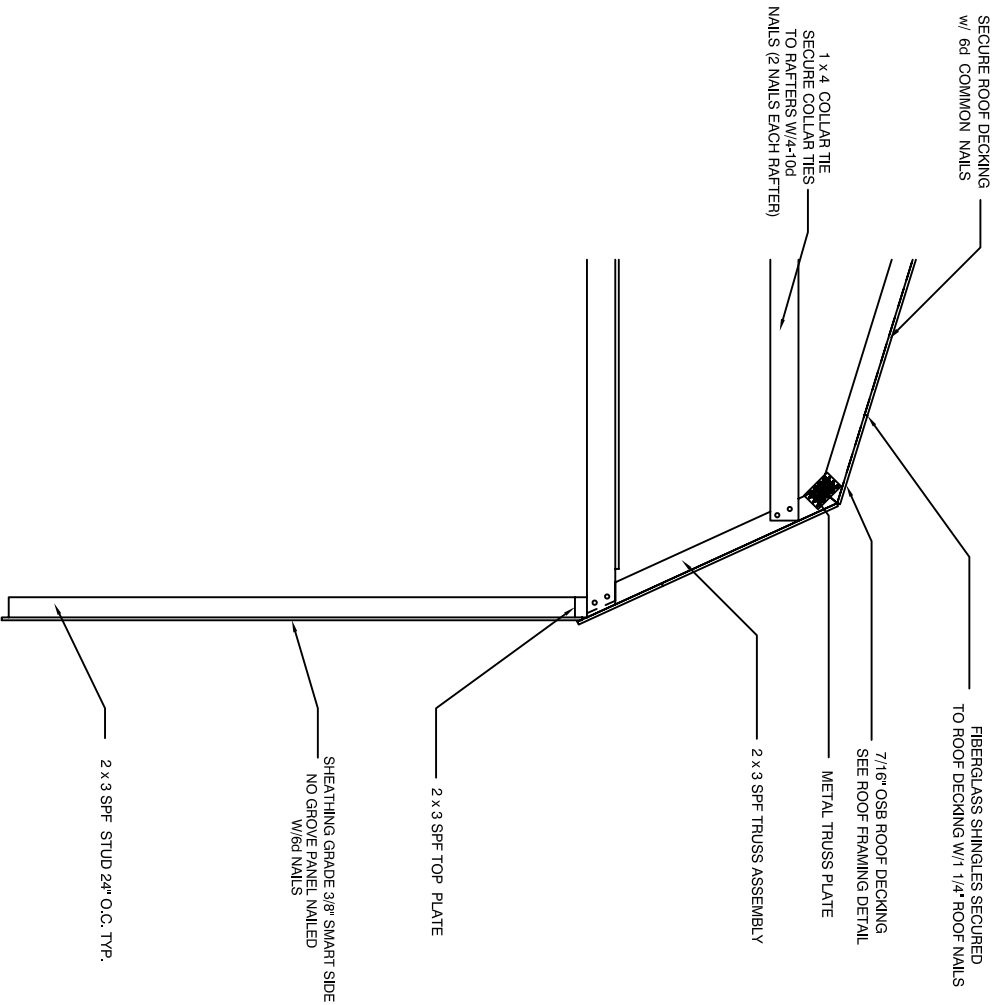 SECURE ROOF DECKING
w/ 6d COMMON NAILS
1 x 4 COLLAR TIE
SECURE COLLAR TIES
TO RAFTERS W/4-10d
NAILS (2 NAILS EACH RAFTER)
FIBERGLASS SHINGLES SECURED
TO ROOF DECKING W/1 1/4" ROOF NAILS
7/16" OSB ROOF DECKING
SEE ROOF FRAMING DETAIL
METAL TRUSS PLATE
2 x 3 SPF TRUSS ASSEMBLY
2 x 3 SPF TOP PLATE
SHEATHING GRADE 3/8" SMART SIDE
NO GROVE PANEL NAILED
W/6d NAILS
2 x 3 SPF STUD 24" O.C. TYP.